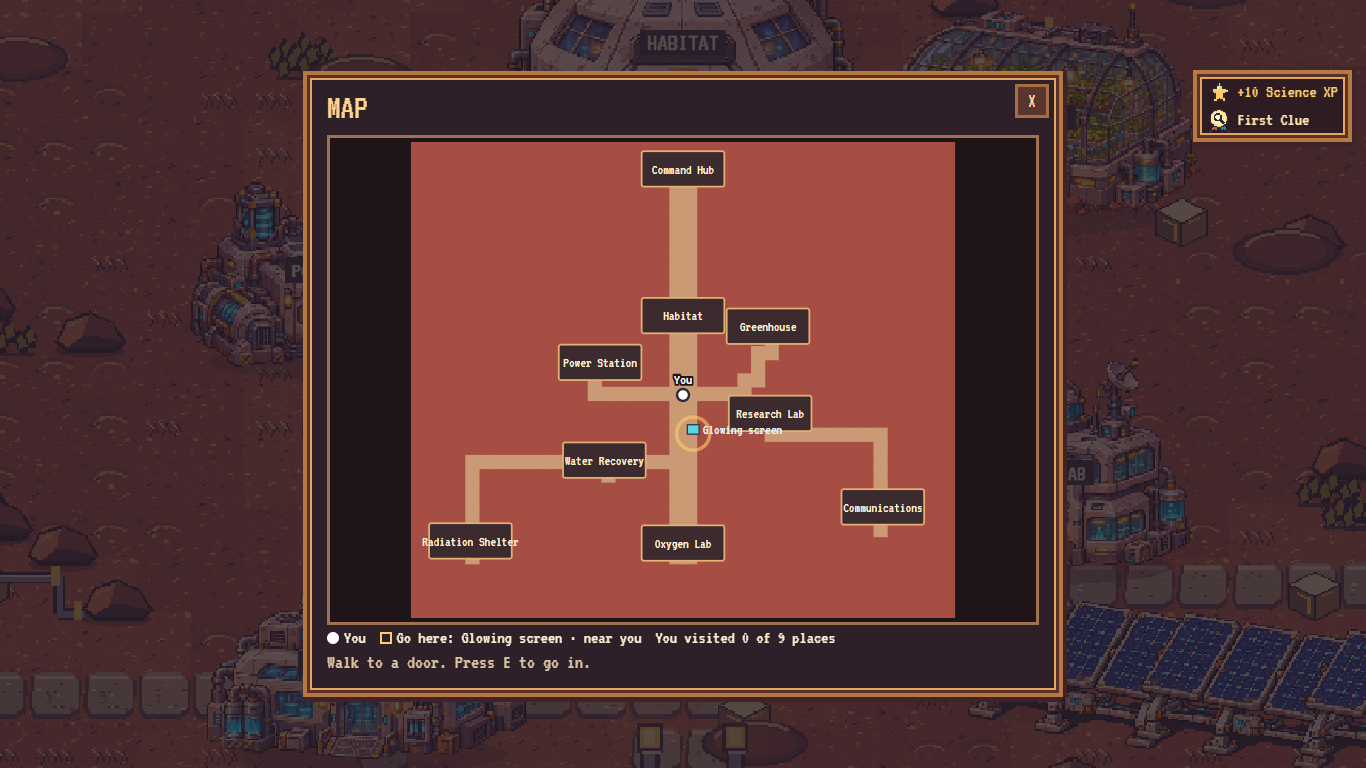 HABITAT
MAP
X
+10 Science XP
First Clue
Command Hub
Habitat
Greenhouse
Power Station
You
Research Lab
Glowing screen
Water Recovery
Communications
Radiation Shelter
Oxygen Lab
You Go here: Glowing screen · near you You visited 0 of 9 places
Walk to a door. Press E to go in.